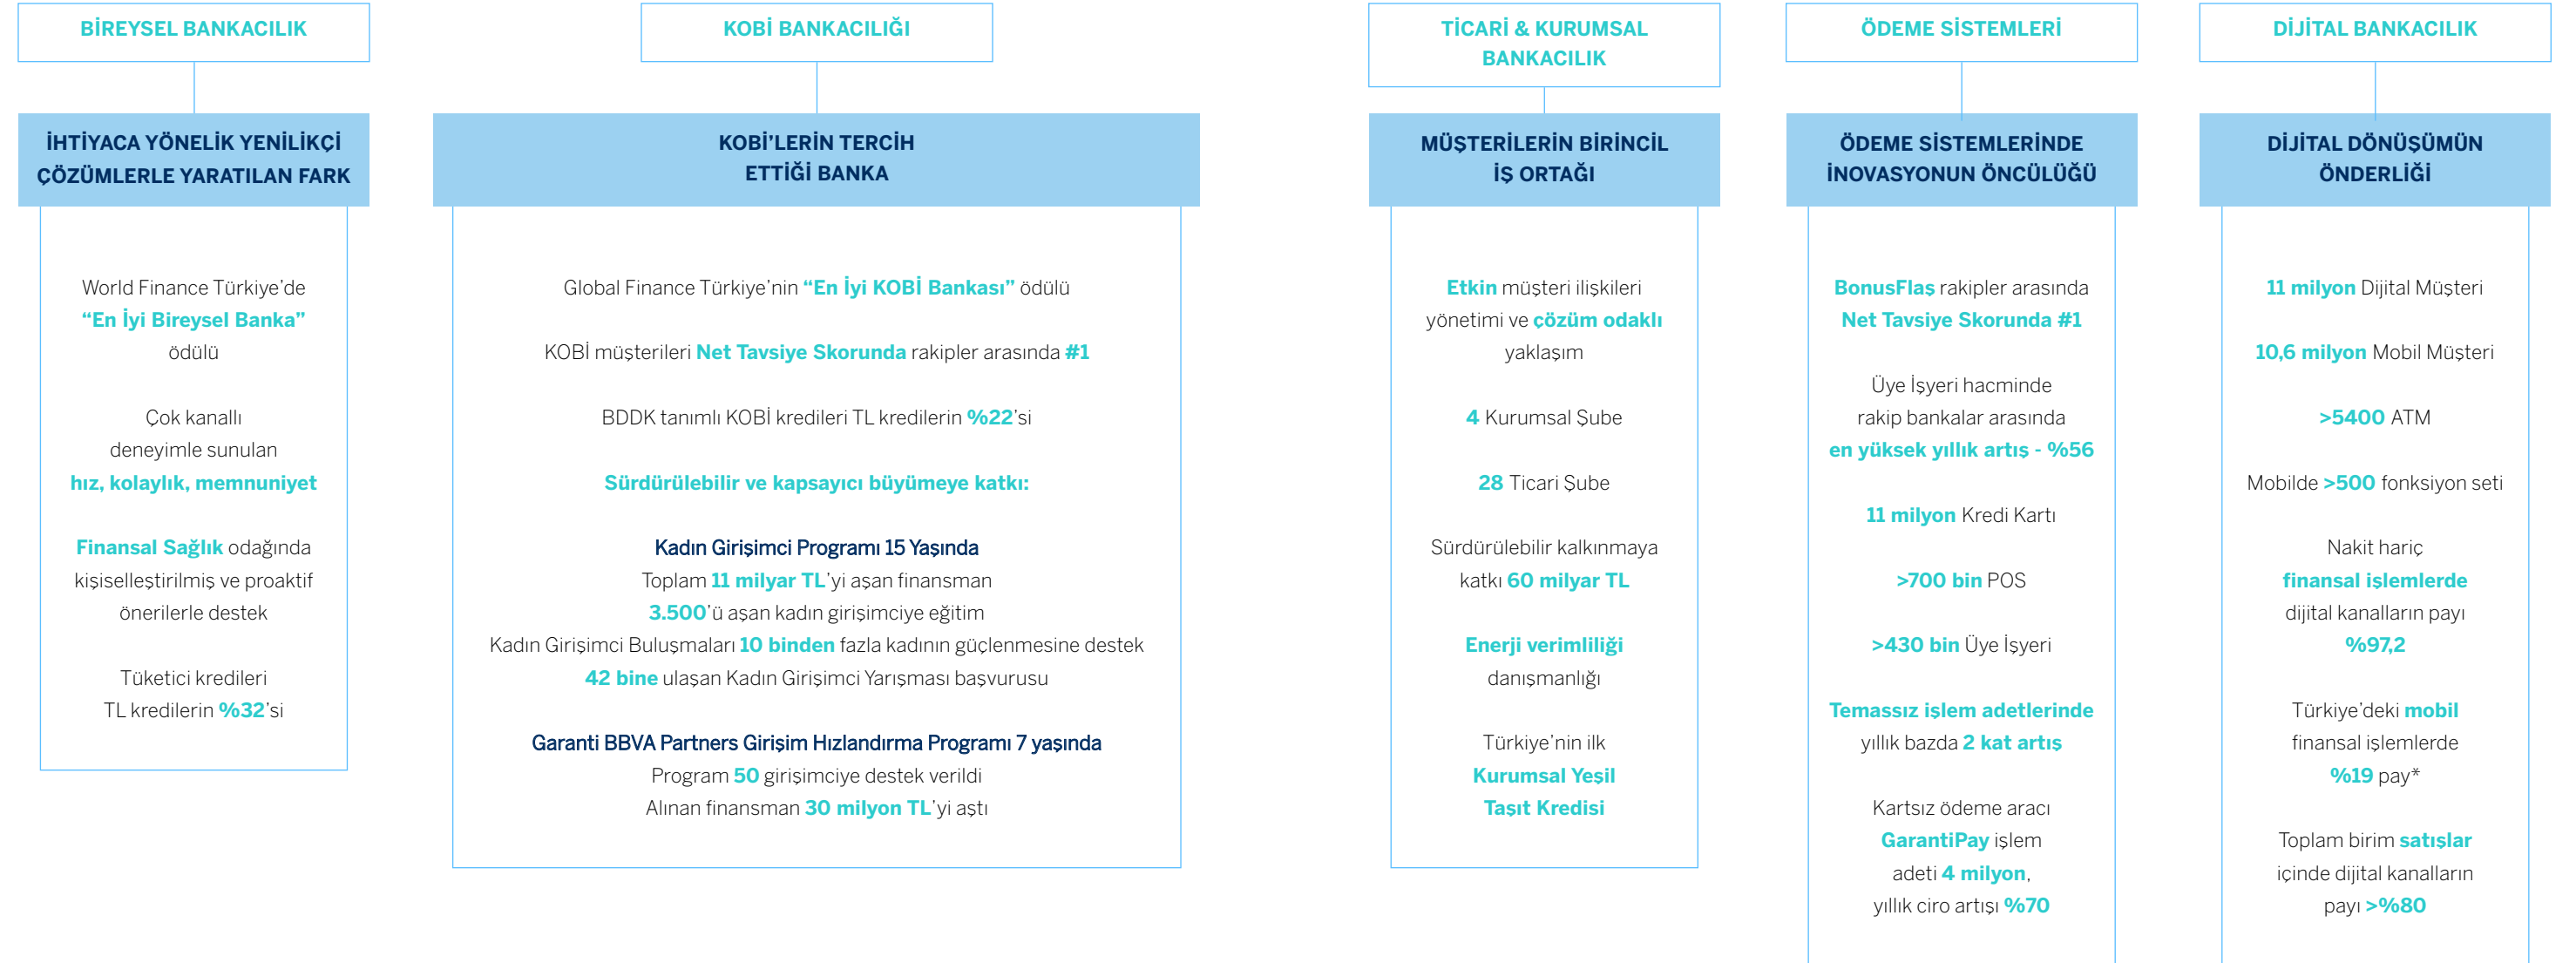 BİREYSEL BANKACILIK
İHTİYACA YÖNELİK YENİLİKÇİ
ÇÖZÜMLERLE YARATILAN FARK
World Finance Türkiye’de
“En İyi Bireysel Banka”
ödülü
Çok kanallı
deneyimle sunulan
hız, kolaylık, memnuniyet
Finansal Sağlık odağında
kişiselleştirilmiş ve proaktif
önerilerle destek
Tüketici kredileri
TL kredilerin %32’si
KOBİ BANKACILIĞI
KOBİ’LERİN TERCİH
ETTİĞİ BANKA
Global Finance Türkiye’nin “En İyi KOBİ Bankası” ödülü
KOBİ müşterileri Net Tavsiye Skorunda rakipler arasında #1
BDDK tanımlı KOBİ kredileri TL kredilerin %22’si
Sürdürülebilir ve kapsayıcı büyümeye katkı:
Kadın Girişimci Programı 15 Yaşında
Toplam 11 milyar TL’yi aşan finansman
3.500’ü aşan kadın girişimciye eğitim
Kadın Girişimci Buluşmaları 10 binden fazla kadının güçlenmesine destek
42 bine ulaşan Kadın Girişimci Yarışması başvurusu
Garanti BBVA Partners Girişim Hızlandırma Programı 7 yaşında
Program 50 girişimciye destek verildi
Alınan finansman 30 milyon TL’yi aştı
TİCARİ & KURUMSAL
BANKACILIK
MÜŞTERİLERİN BİRİNCİL
İŞ ORTAĞI
Etkin müşteri ilişkileri
yönetimi ve çözüm odaklı
yaklaşım
4 Kurumsal Şube
28 Ticari Şube
Sürdürülebilir kalkınmaya
katkı 60 milyar TL
Enerji verimliliği
danışmanlığı
Türkiye’nin ilk
Kurumsal Yeşil
Taşıt Kredisi
ÖDEME SİSTEMLERİ
ÖDEME SİSTEMLERİNDE
İNOVASYONUN ÖNCÜLÜĞÜ
BonusFlaş rakipler arasında
Net Tavsiye Skorunda #1
Üye İşyeri hacminde
rakip bankalar arasında
en yüksek yıllık artış - %56
11 milyon Kredi Kartı
>700 bin POS
>430 bin Üye İşyeri
Temassız işlem adetlerinde
yıllık bazda 2 kat artış
Kartsız ödeme aracı
GarantiPay işlem
adeti 4 milyon,
yıllık ciro artışı %70
DİJİTAL BANKACILIK
DİJİTAL DÖNÜŞÜMÜN
ÖNDERLİĞİ
11 milyon Dijital Müşteri
10,6 milyon Mobil Müşteri
>5400 ATM
Mobilde >500 fonksiyon seti
Nakit hariç
finansal işlemlerde
dijital kanalların payı
%97,2
Türkiye’deki mobil
finansal işlemlerde
%19 pay*
Toplam birim satışlar
içinde dijital kanalların
payı >%80